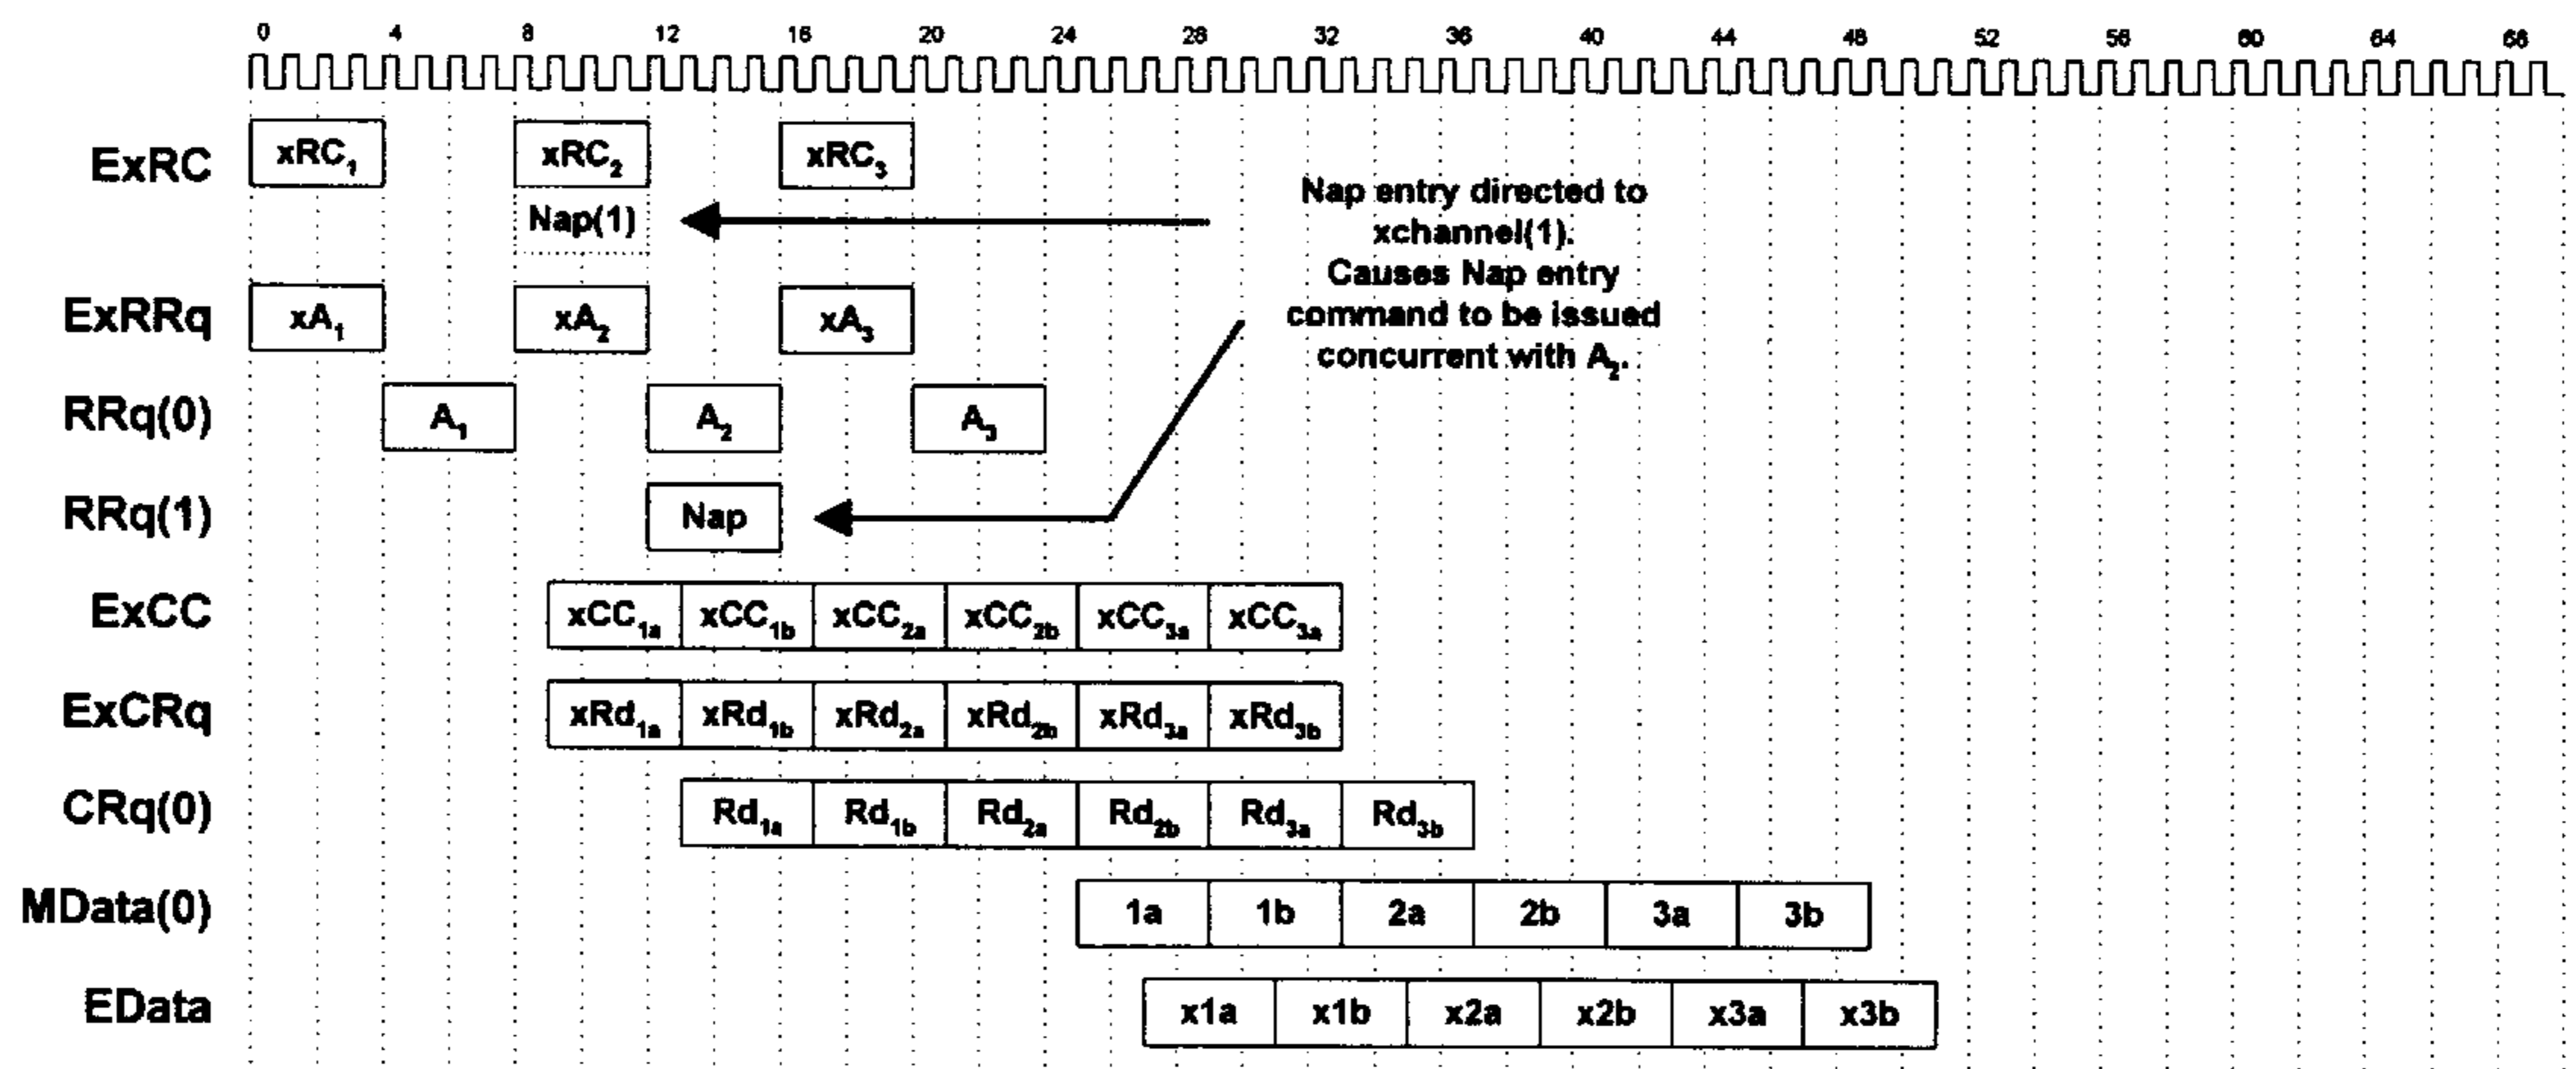 0 4 8 12 16 20 24 28 32 36 40 44 48 52 56 60 64 68
ExRC xRC₁ xRC₂ xRC₃
Nap(1)
Nap entry directed to
xchannel(1).
Causes Nap entry
command to be issued
concurrent with A₂.
ExRRq xA₁ xA₂ xA₃
RRq(0) A₁ A₂ A₃
RRq(1) Nap
ExCC xCC₁ₐ xCC₁b xCC₂ₐ xCC₂b xCC₃ₐ xCC₃ₐ
ExCRq xRd₁ₐ xRd₁b xRd₂ₐ xRd₂b xRd₃ₐ xRd₃b
CRq(0) Rd₁ₐ Rd₁b Rd₂ₐ Rd₂b Rd₃ₐ Rd₃b
MData(0) 1a 1b 2a 2b 3a 3b
EData x1a x1b x2a x2b x3a x3b